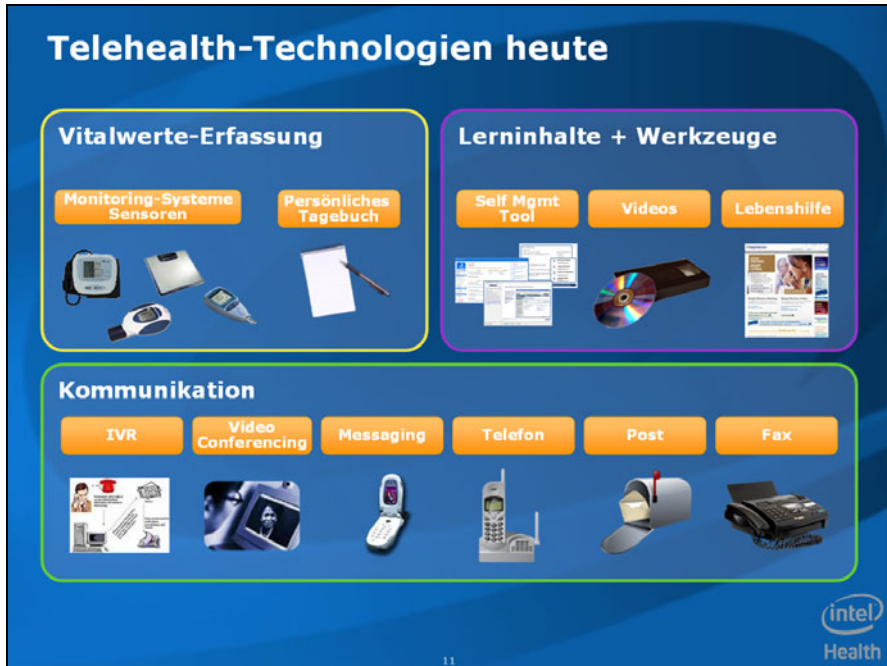 Telehealth-Technologien heute
Vitalwerte-Erfassung
Monitoring-Systeme
Sensoren
Persönliches
Tagebuch
Lerninhalte + Werkzeuge
Self Mgmt
Tool
Videos
Lebenshilfe
Kommunikation
IVR
Video
Conferencing
Messaging
Telefon
Post
Fax
intel
Health
11